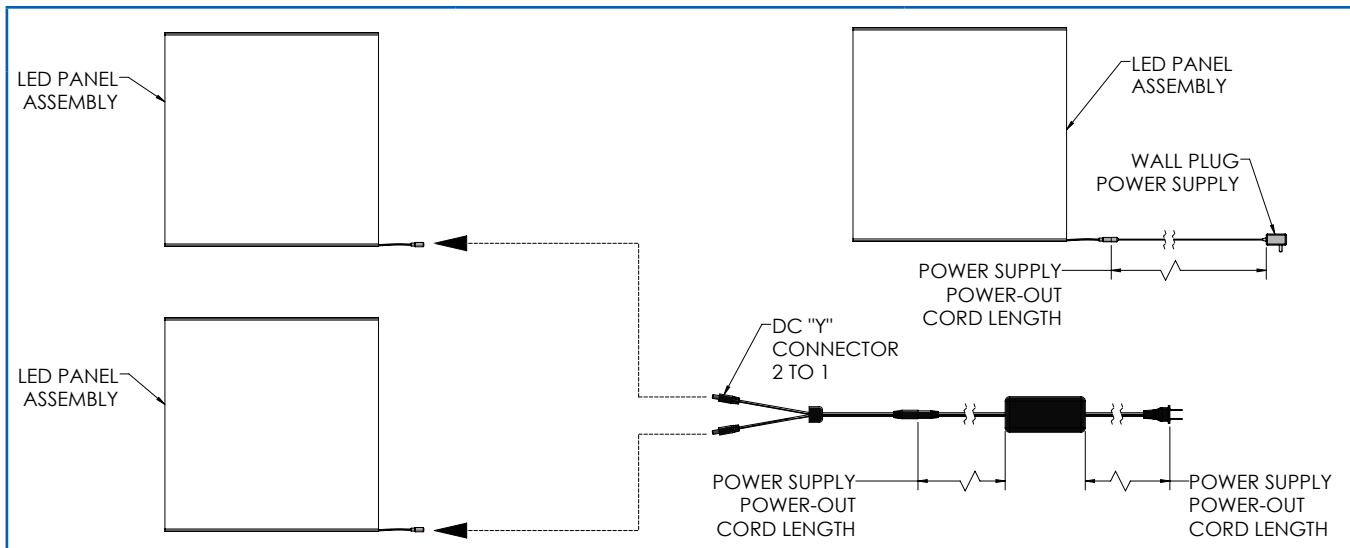 LED PANEL
ASSEMBLY
LED PANEL
ASSEMBLY
WALL PLUG
POWER SUPPLY
POWER SUPPLY
POWER-OUT
CORD LENGTH
DC "Y"
CONNECTOR
2 TO 1
LED PANEL
ASSEMBLY
POWER SUPPLY
POWER-OUT
CORD LENGTH
POWER SUPPLY
POWER-OUT
CORD LENGTH